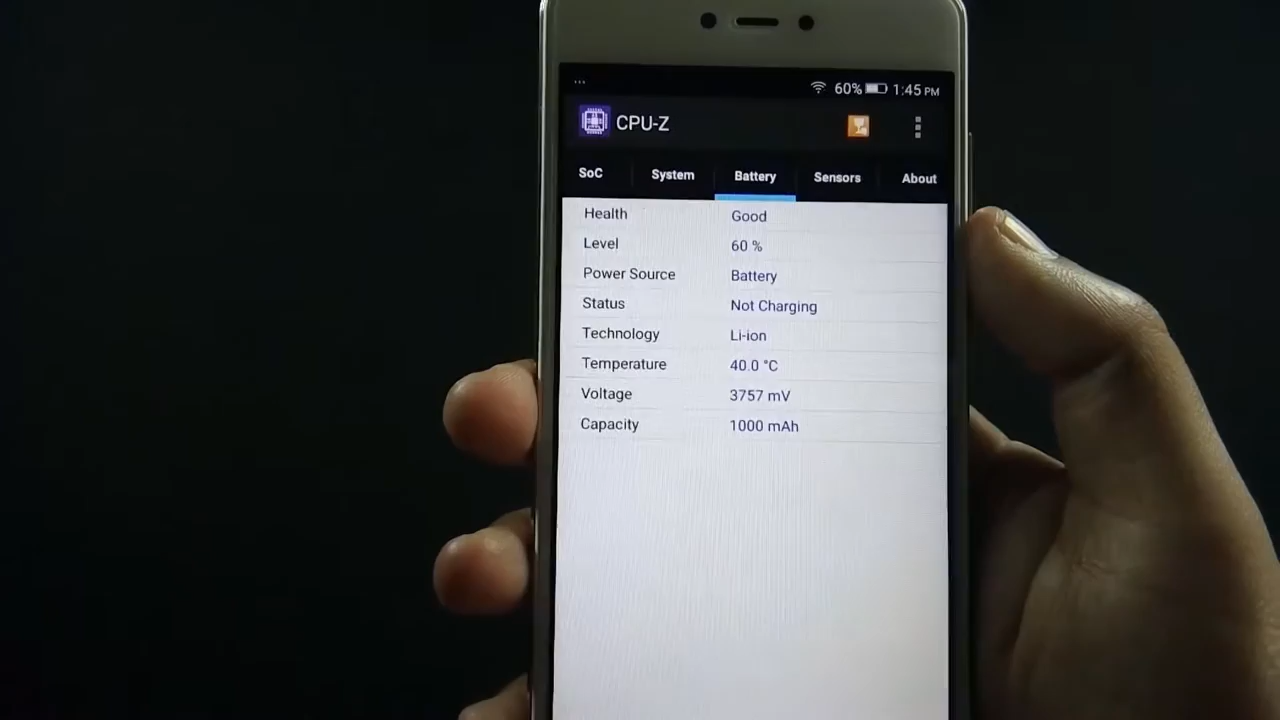 ... 60% 1:45 PM
CPU-Z
SoC System Battery Sensors About
Health Good
Level 60 %
Power Source Battery
Status Not Charging
Technology Li-ion
Temperature 40.0 °C
Voltage 3757 mV
Capacity 1000 mAh